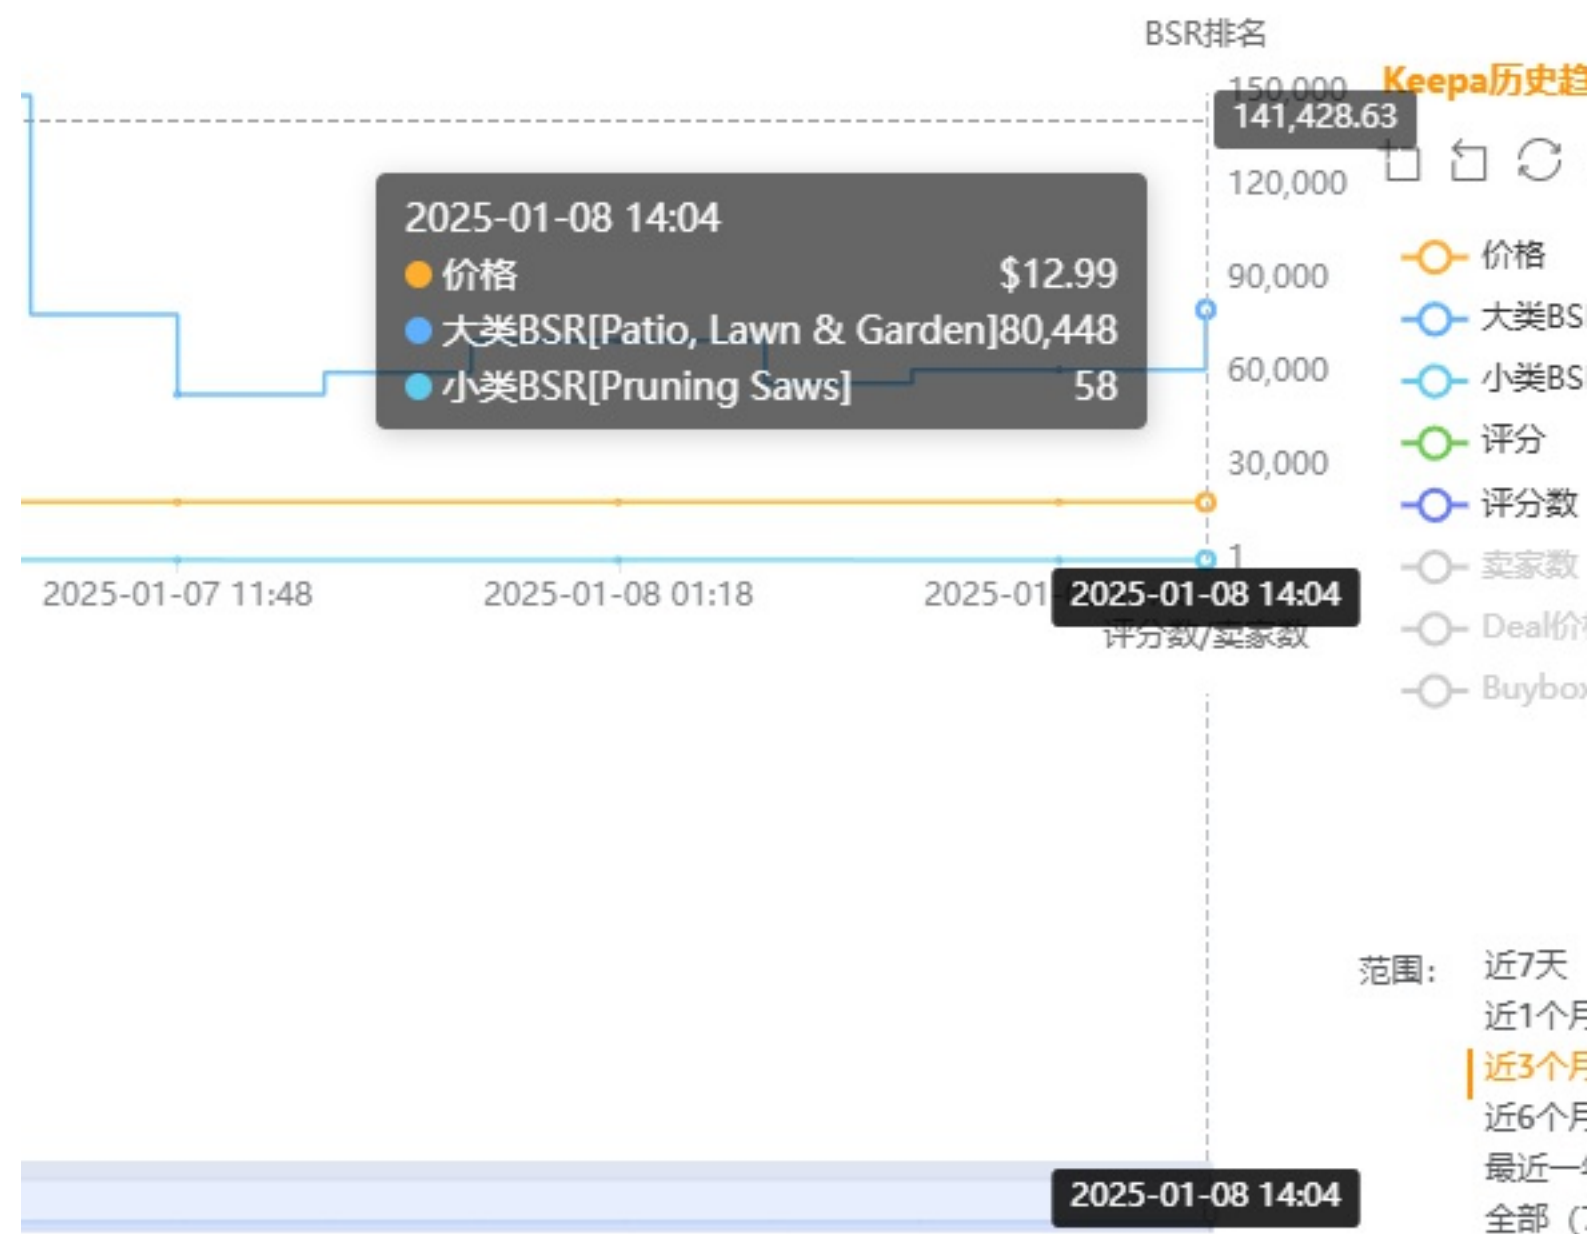 BSR排名
150,000
Keepa历史趋
141,428.63
120,000
2025-01-08 14:04
价格 $12.99
大类BSR[Patio, Lawn & Garden]80,448
小类BSR[Pruning Saws] 58
90,000
60,000
30,000
1
价格
大类BS
小类BS
评分
评分数
卖家数
Deal价
Buybox
2025-01-07 11:48
2025-01-08 01:18
2025-01
2025-01-08 14:04
评分数/卖家数
范围：
近7天
近1个月
近3个月
近6个月
最近一
全部（
2025-01-08 14:04